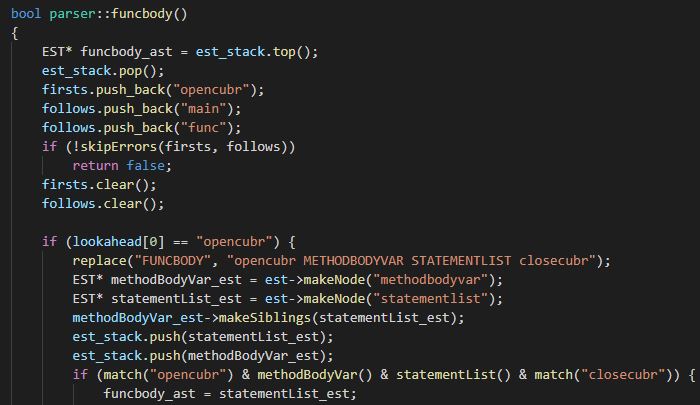 bool parser::funcbody()
{
    EST* funcbody_ast = est_stack.top();
    est_stack.pop();
    firsts.push_back("opencubr");
    follows.push_back("main");
    follows.push_back("func");
    if (!skipErrors(firsts, follows))
        return false;
    firsts.clear();
    follows.clear();

    if (lookahead[0] == "opencubr") {
        replace("FUNCBODY", "opencubr METHODBODYVAR STATEMENTLIST closecubr");
        EST* methodBodyVar_est = est->makeNode("methodbodyvar");
        EST* statementList_est = est->makeNode("statementlist");
        methodBodyVar_est->makeSiblings(statementList_est);
        est_stack.push(statementList_est);
        est_stack.push(methodBodyVar_est);
        if (match("opencubr") & methodBodyVar() & statementList() & match("closecubr")) {
            funcbody_ast = statementList_est;